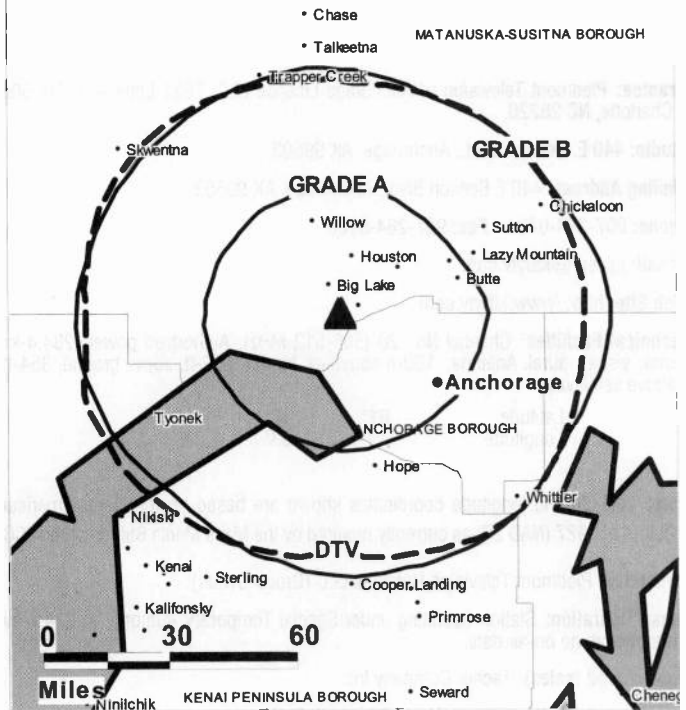 Chase
MATANUSKA-SUSITNA BOROUGH
Talkeetna
Trapper Creek
Skwentna
GRADE B
GRADE A
Chickaloon
Willow
Sutton
Houston
Lazy Mountain
Butte
Big Lake
Anchorage
Tyonek
ANCHORAGE BOROUGH
Hope
Whittier
Nikiski
DTV
Kenai
Sterling
Cooper Landing
Kalifonsky
Primrose
0 30 60
Miles
KENAI PENINSULA BOROUGH
Seward
Ninilchik
Cheneg